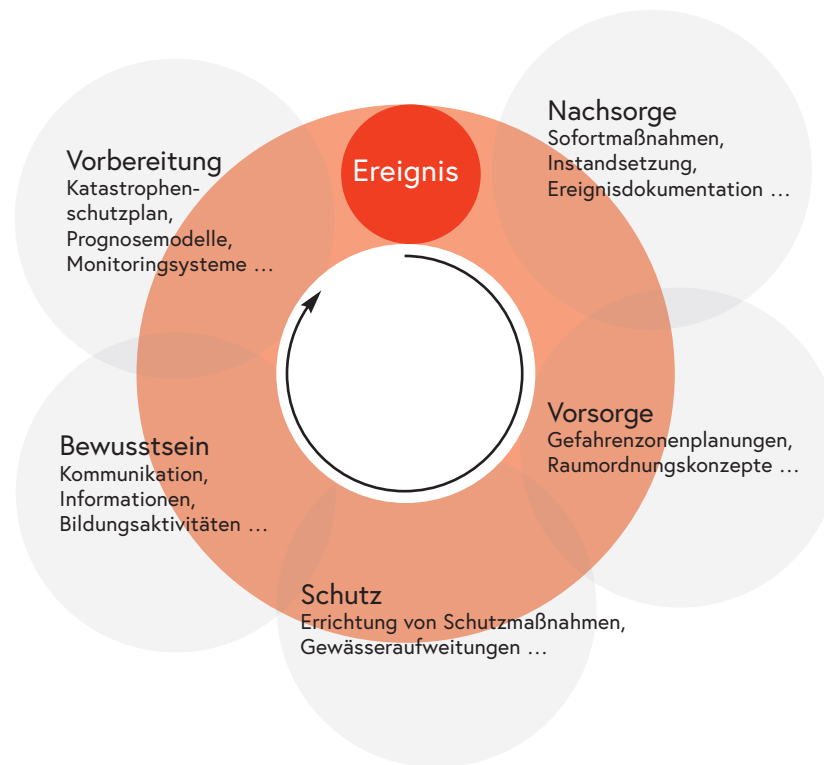 Ereignis
Nachsorge
Sofortmaßnahmen,
Instandsetzung,
Ereignisdokumentation …
Vorsorge
Gefahrenzonenplanungen,
Raumordnungskonzepte …
Schutz
Errichtung von Schutzmaßnahmen,
Gewässeraufweitungen …
Bewusstsein
Kommunikation,
Informationen,
Bildungsaktivitäten …
Vorbereitung
Katastrophen-
schutzplan,
Prognosemodelle,
Monitoringsysteme …